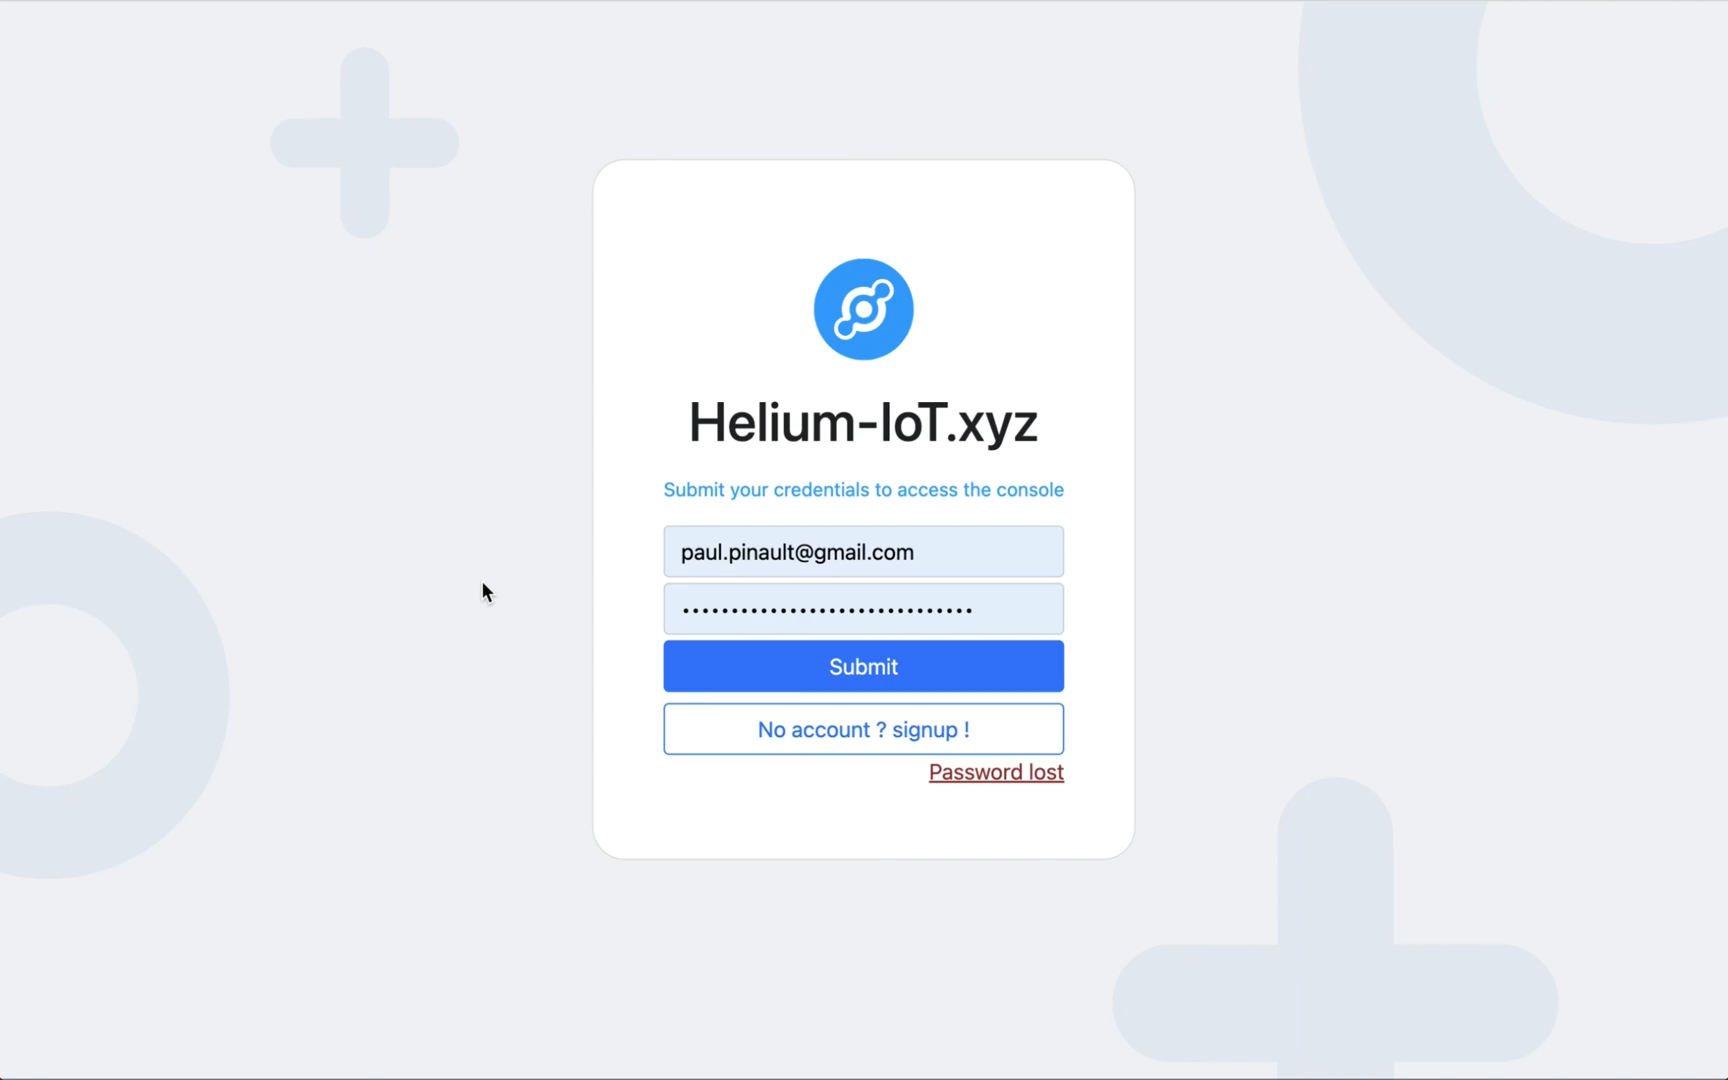 Helium-IoT.xyz
Submit your credentials to access the console
paul.pinault@gmail.com
••••••••••••••••••••••••••••••
Submit
No account ? signup !
Password lost